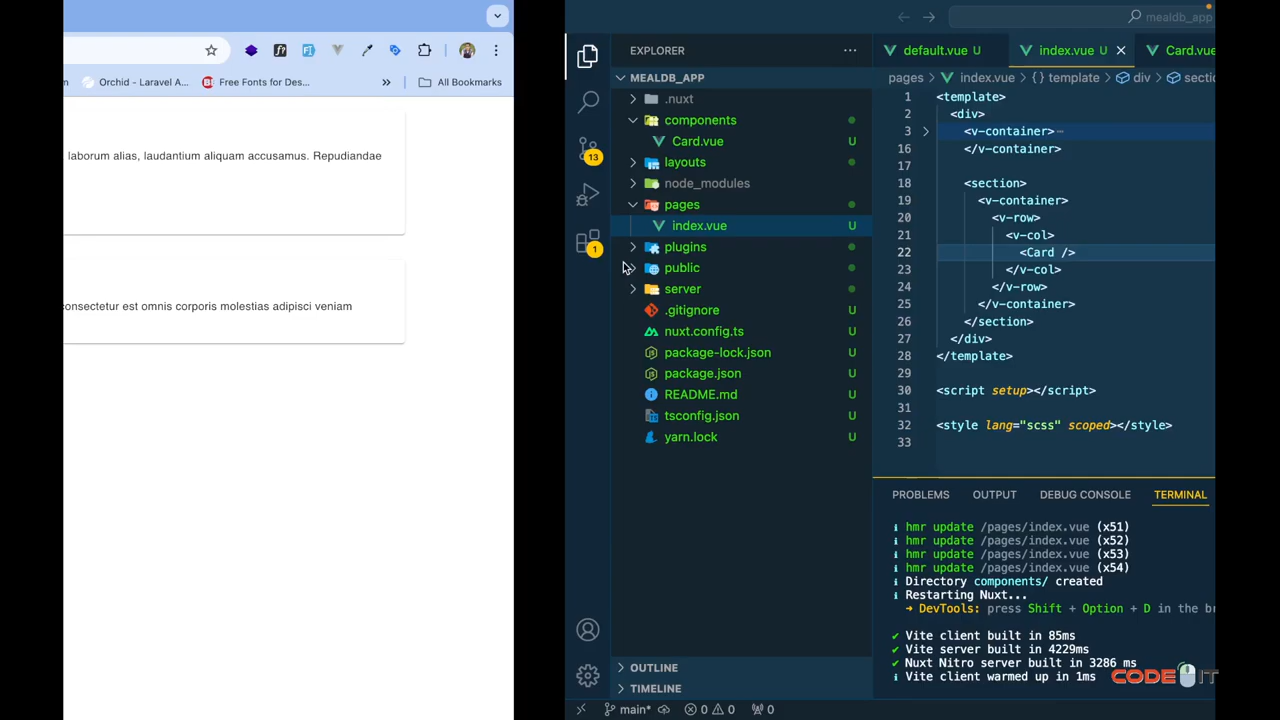 Orchid - Laravel A...
Free Fonts for Des...
»
All Bookmarks
laborum alias, laudantium aliquam accusamus. Repudiandae
consectetur est omnis corporis molestias adipisci veniam
mealdb_app
EXPLORER
MEALDB_APP
.nuxt
components
Card.vue U
layouts
node_modules
pages
index.vue U
plugins
public
server
.gitignore U
nuxt.config.ts U
package-lock.json U
package.json U
README.md U
tsconfig.json U
yarn.lock U
OUTLINE
TIMELINE
13
1
default.vue U
index.vue U
Card.vue
pages > index.vue > {} template > div >
1 <template>
2 <div>
3 <v-container>
16 </v-container>
17
18 <section>
19 <v-container>
20 <v-row>
21 <v-col>
22 <Card />
23 </v-col>
24 </v-row>
25 </v-container>
26 </section>
27 </div>
28 </template>
29
30 <script setup></script>
31
32 <style lang="scss" scoped></style>
33
PROBLEMS OUTPUT DEBUG CONSOLE TERMINAL
i hmr update /pages/index.vue (x51)
i hmr update /pages/index.vue (x52)
i hmr update /pages/index.vue (x53)
i hmr update /pages/index.vue (x54)
i Directory components/ created
i Restarting Nuxt...
➜ DevTools: press Shift + Option + D in the
✔ Vite client built in 85ms
✔ Vite server built in 4229ms
✔ Nuxt Nitro server built in 3286 ms
i Vite client warmed up in 1ms
CODE IT
main* 0 0 0